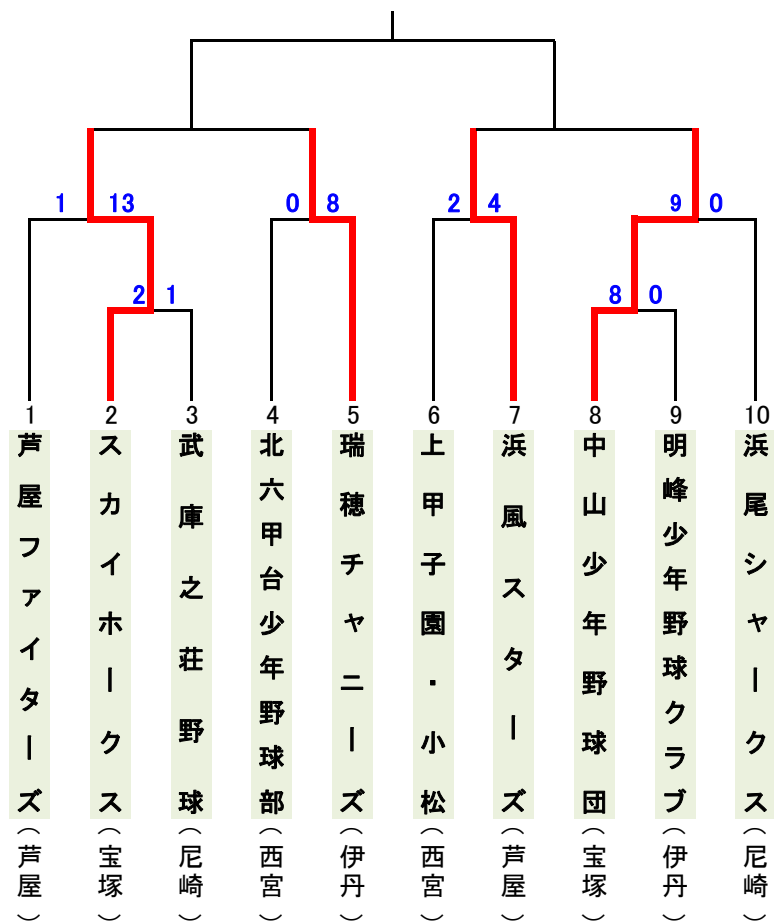 1 13 0 8 2 4 9 0
2 1 8 0
1 2 3 4 5 6 7 8 9 10
芦屋ファイターズ(芦屋)
スカイホークス(宝塚)
武庫之荘野球(尼崎)
北六甲台少年野球部(西宮)
瑞穂チャニーズ(伊丹)
上甲子園・小松(西宮)
浜風スターズ(芦屋)
中山少年野球団(宝塚)
明峰少年野球クラブ(伊丹)
浜尾シャークス(尼崎)